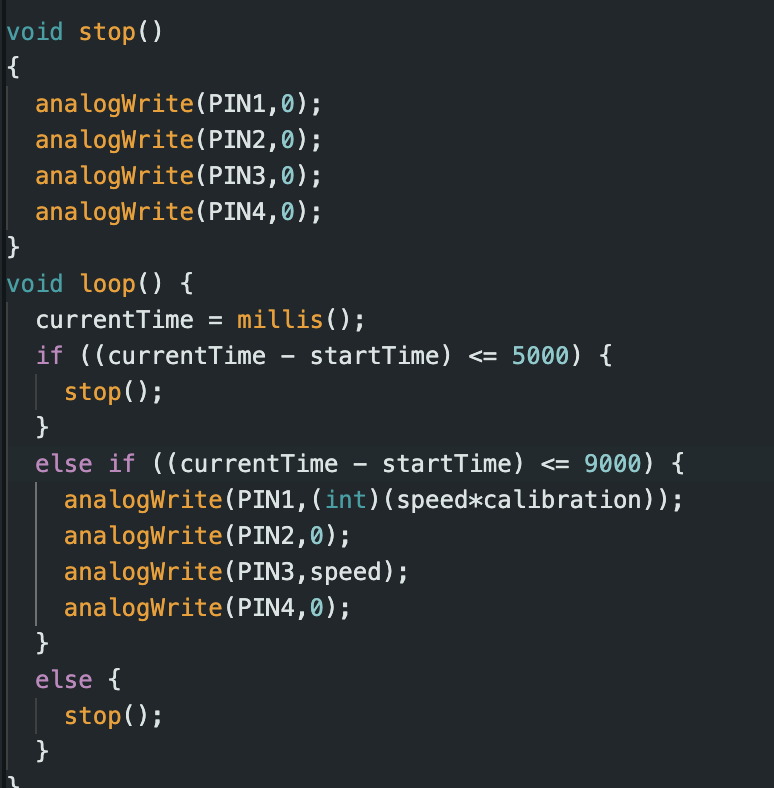 void stop()
{
  analogWrite(PIN1,0);
  analogWrite(PIN2,0);
  analogWrite(PIN3,0);
  analogWrite(PIN4,0);
}
void loop() {
  currentTime = millis();
  if ((currentTime - startTime) <= 5000) {
    stop();
  }
  else if ((currentTime - startTime) <= 9000) {
    analogWrite(PIN1,(int)(speed*calibration));
    analogWrite(PIN2,0);
    analogWrite(PIN3,speed);
    analogWrite(PIN4,0);
  }
  else {
    stop();
  }
}